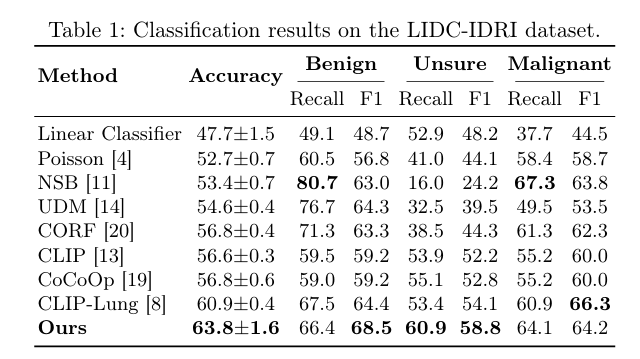 Table 1: Classification results on the LIDC-IDRI dataset.
Method Accuracy Benign Unsure Malignant
Recall F1 Recall F1 Recall F1
Linear Classifier 47.7±1.5 49.1 48.7 52.9 48.2 37.7 44.5
Poisson [4] 52.7±0.7 60.5 56.8 41.0 44.1 58.4 58.7
NSB [11] 53.4±0.7 80.7 63.0 16.0 24.2 67.3 63.8
UDM [14] 54.6±0.4 76.7 64.3 32.5 39.5 49.5 53.5
CORF [20] 56.8±0.4 71.3 63.3 38.5 44.3 61.3 62.3
CLIP [13] 56.6±0.3 59.5 59.2 53.9 52.2 55.2 60.0
CoCoOp [19] 56.8±0.6 59.0 59.2 55.1 52.8 55.2 60.0
CLIP-Lung [8] 60.9±0.4 67.5 64.4 53.4 54.1 60.9 66.3
Ours 63.8±1.6 66.4 68.5 60.9 58.8 64.1 64.2